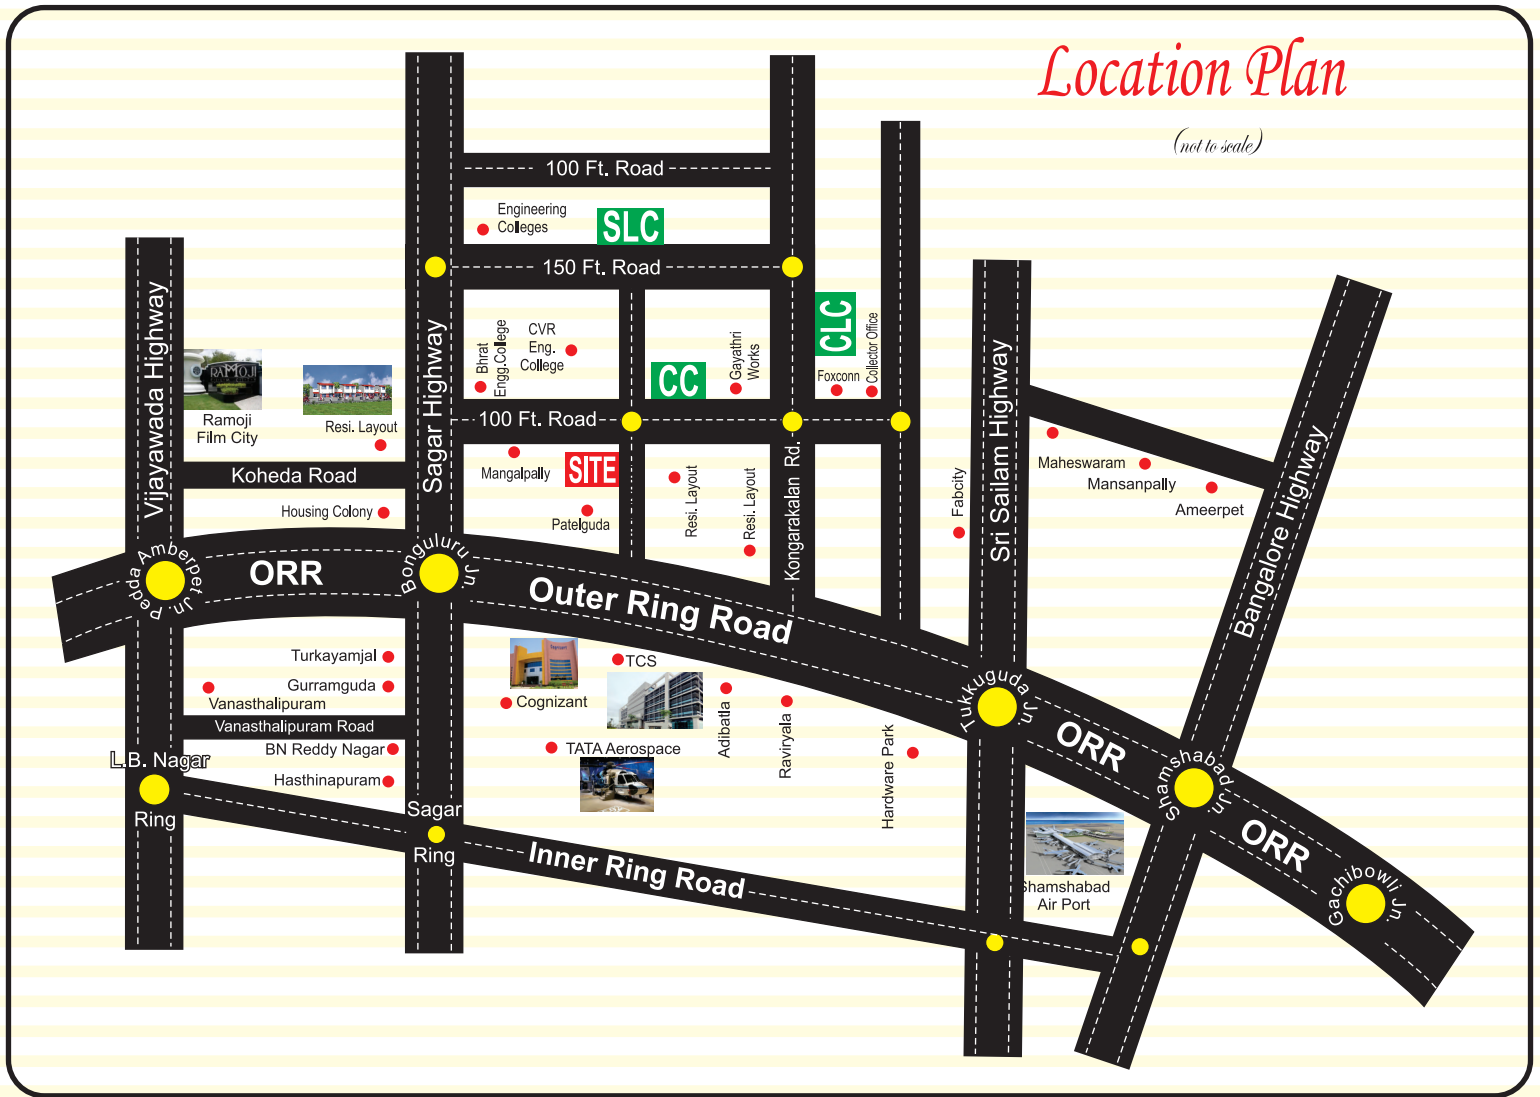 Location Plan
(not to scale)
100 Ft. Road
Engineering
Colleges
SLC
150 Ft. Road
Vijayawada Highway
Sagar Highway
Bhrat
Engg.College
CVR
Eng.
College
CC
Gayathri
Works
CLC
Foxconn
Collector Office
RAMOJI
Ramoji
Film City
Resi. Layout
100 Ft. Road
Koheda Road
Mangalpally
SITE
Resi. Layout
Resi. Layout
Kongarakalan Rd.
Fabcity
Sri Sailam Highway
Maheswaram
Mansanpally
Ameerpet
Bangalore Highway
Housing Colony
Patelguda
Pedda Amberpet Jn.
ORR
Bonguluru Jn.
Outer Ring Road
Turkayamjal
Gurramguda
Vanasthalipuram
Vanasthalipuram Road
BN Reddy Nagar
Hasthinapuram
Cognizant
TCS
TATA Aerospace
Adibatla
Raviryala
Hardware Park
Tukkuguda Jn.
ORR
Shamshabad Jn.
ORR
Gachibowli Jn.
L.B. Nagar
Ring
Sagar
Ring
Inner Ring Road
Shamshabad
Air Port